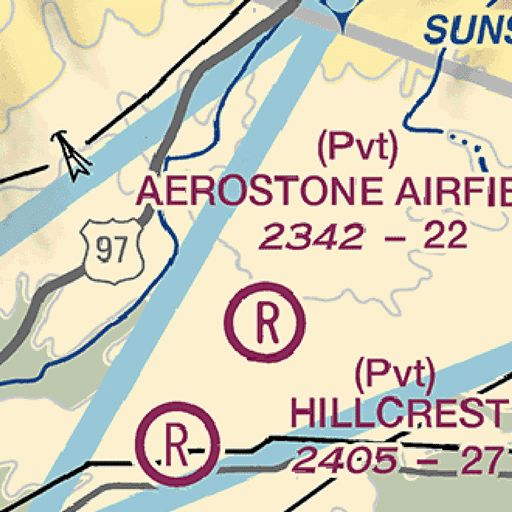 SUNS
(Pvt)
AEROSTONE AIRFIE
2342 - 22
97
R
(Pvt)
HILLCREST
R
2405 - 27